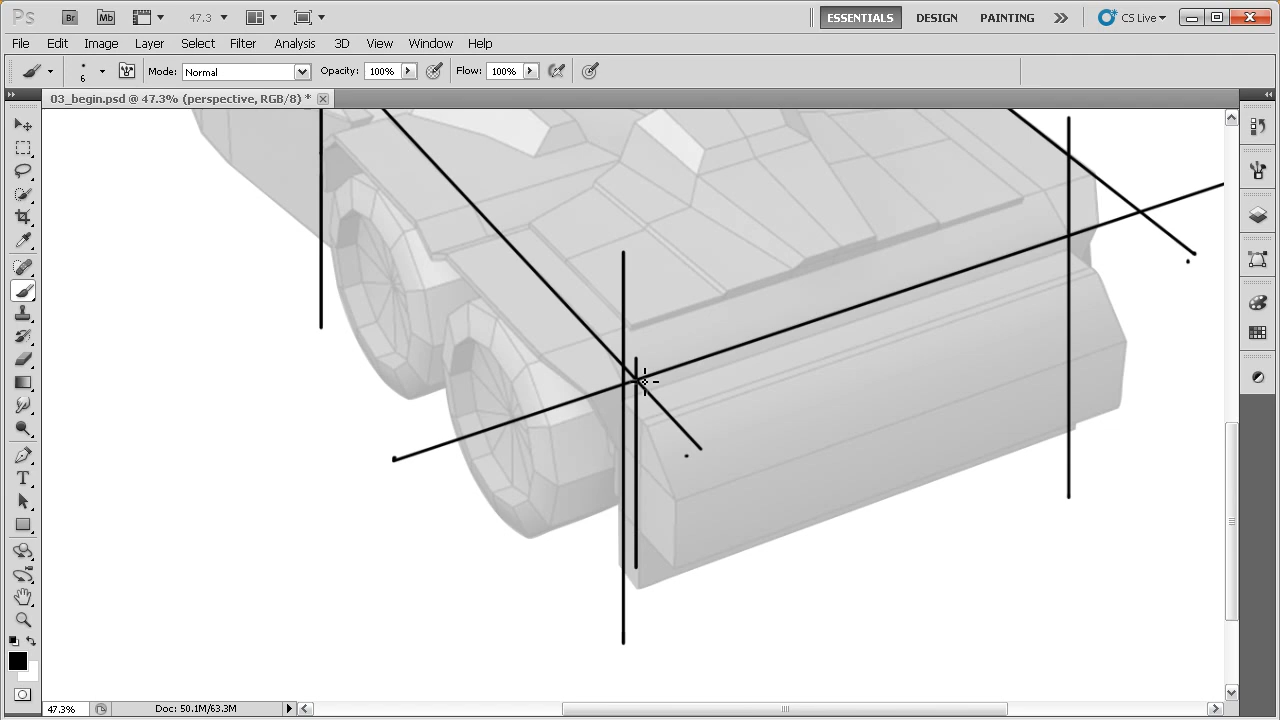 Ps Br Mb 47.3 ESSENTIALS DESIGN PAINTING CS Live
File Edit Image Layer Select Filter Analysis 3D View Window Help
6 Mode: Normal Opacity: 100% Flow: 100%
03_begin.psd @ 47.3% (perspective, RGB/8) *
T
47.3% Doc: 50.1M/63.3M